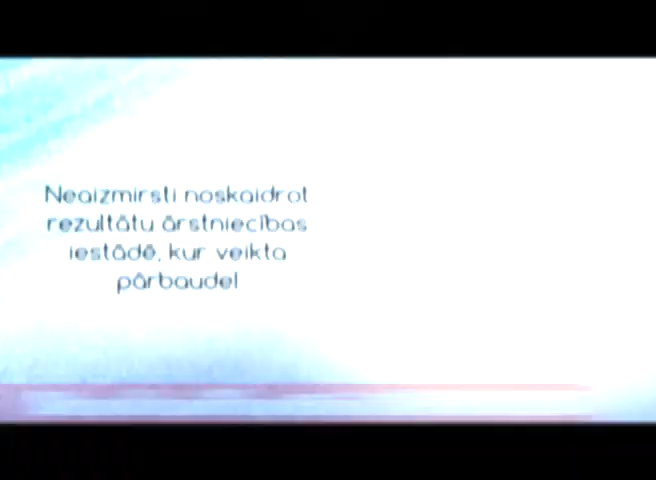 Neaizmirsti noskaidrot
rezultātu ārstniecības
iestādē, kur veikta
pārbaude!